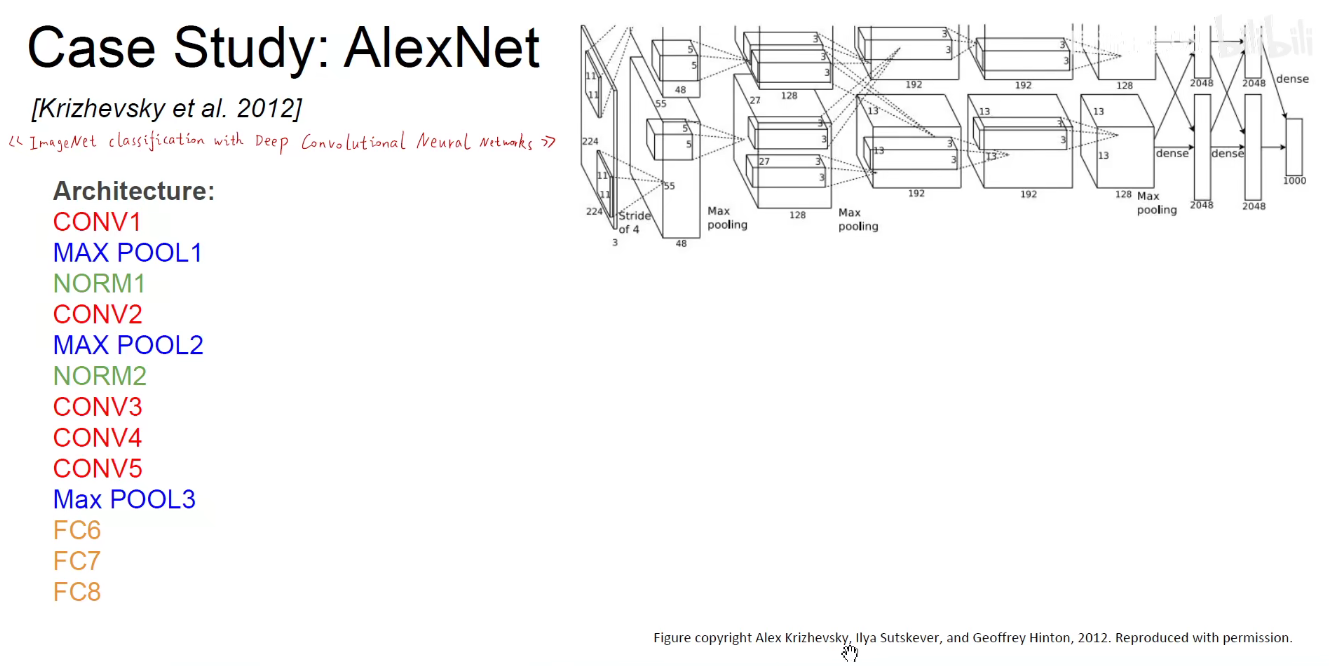 Case Study: AlexNet
[Krizhevsky et al. 2012]
<< ImageNet classification with Deep Convolutional Neural Networks >>
Architecture:
CONV1
MAX POOL1
NORM1
CONV2
MAX POOL2
NORM2
CONV3
CONV4
CONV5
Max POOL3
FC6
FC7
FC8
11
11
5
5
48
55
3
3
128
27
3
3
192
3
3
192
128
2048
2048
dense
224
11
11
224
3
Stride
of 4
55
5
5
48
Max
pooling
3
3
27
3
3
128
Max
pooling
13
13
3
3
192
13
3
3
192
13
13
128
Max
pooling
dense
dense
2048
2048
1000
bilibili
Figure copyright Alex Krizhevsky, Ilya Sutskever, and Geoffrey Hinton, 2012. Reproduced with permission.